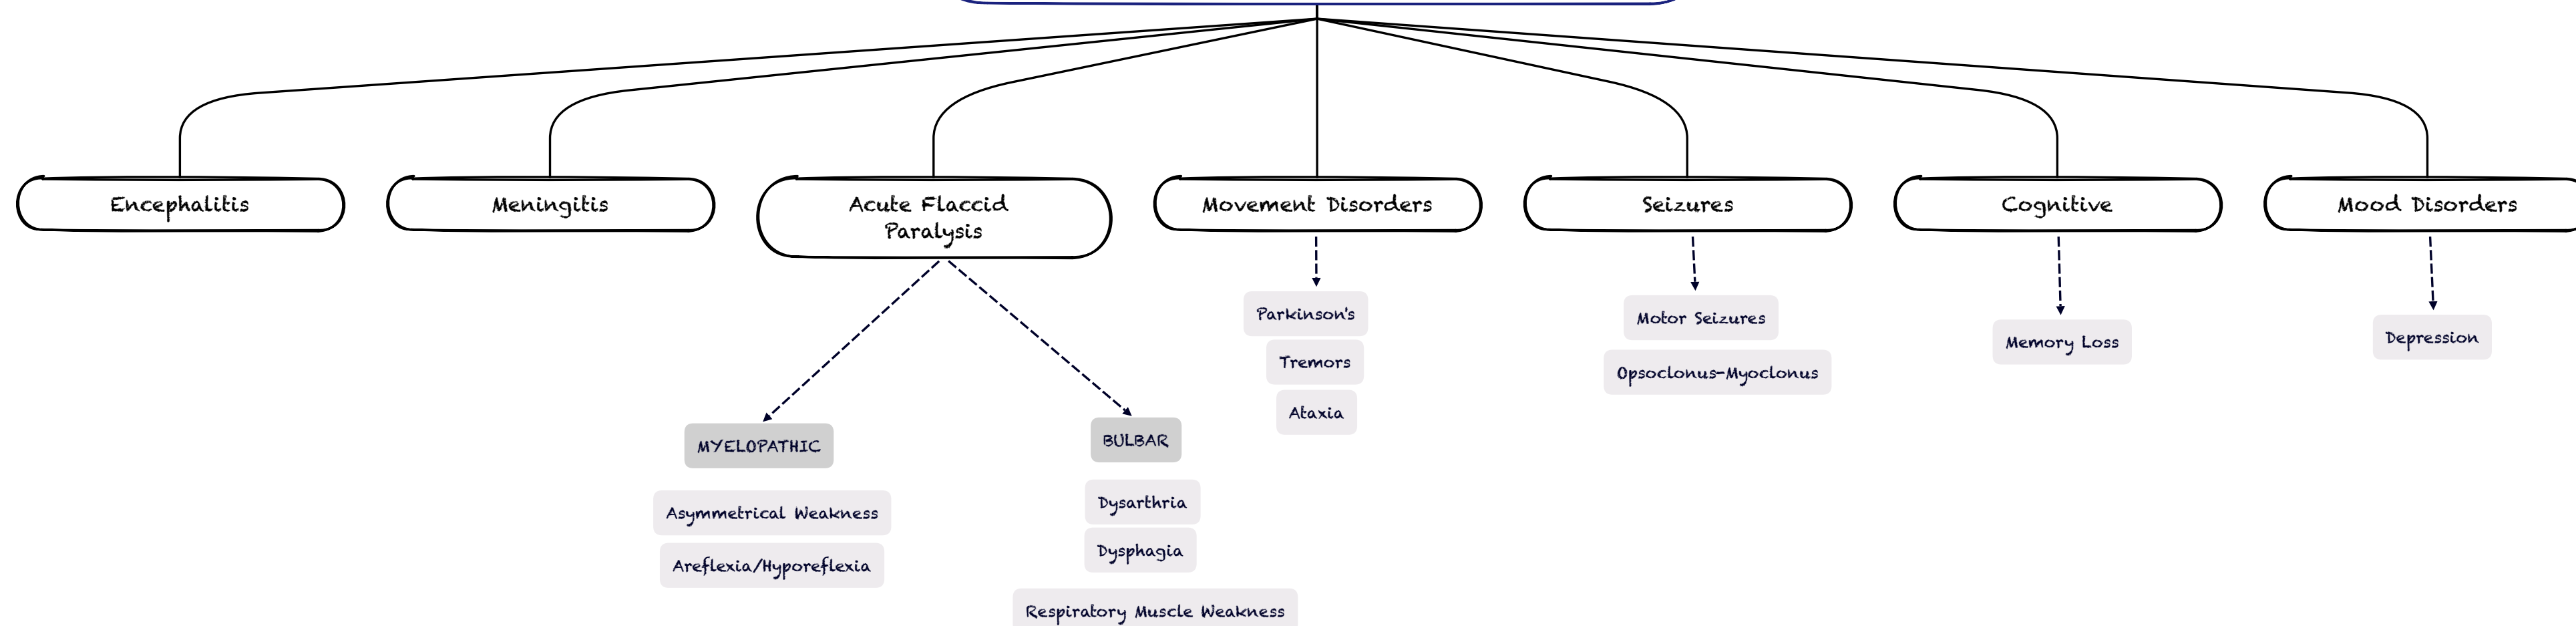 Encephalitis
Meningitis
Acute Flaccid
Paralysis
Movement Disorders
Seizures
Cognitive
Mood Disorders
Parkinson's
Tremors
Ataxia
Motor Seizures
Opsoclonus-Myoclonus
Memory Loss
Depression
MYELOPATHIC
Asymmetrical Weakness
Areflexia/Hyporeflexia
BULBAR
Dysarthria
Dysphagia
Respiratory Muscle Weakness